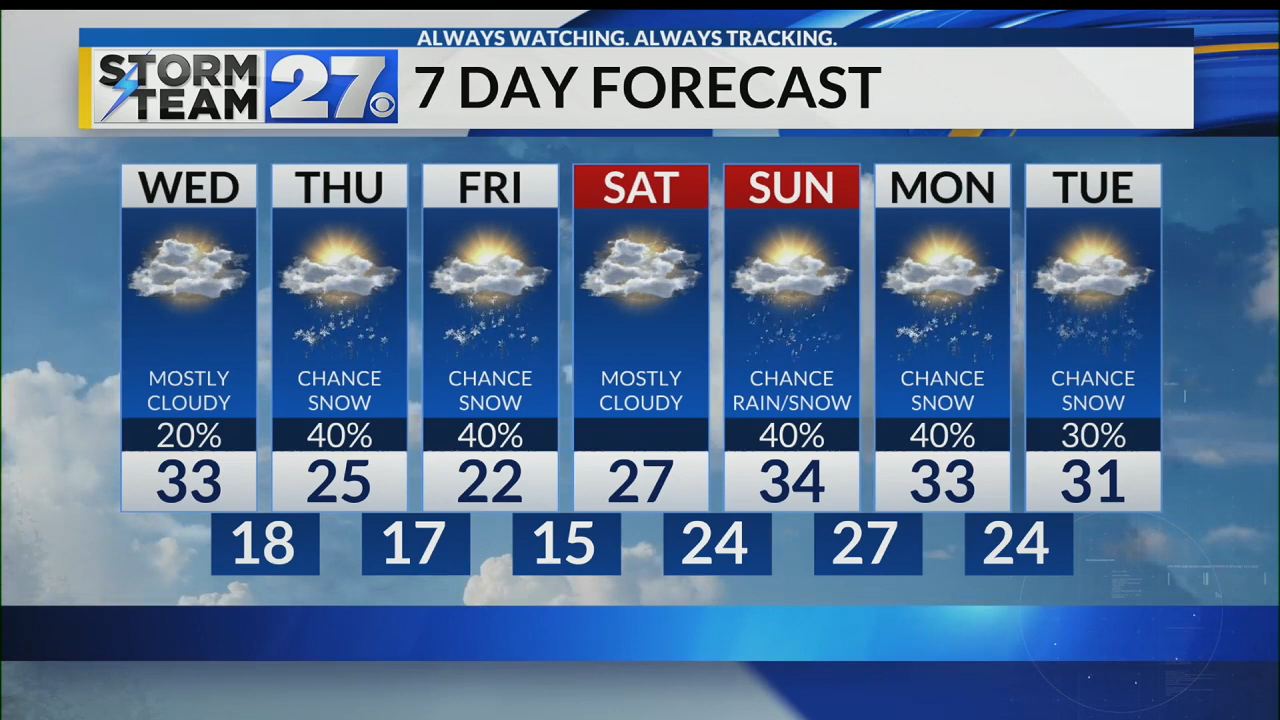 ALWAYS WATCHING. ALWAYS TRACKING.
STORM
TEAM
27
7 DAY FORECAST
WED THU FRI SAT SUN MON TUE
MOSTLY CLOUDY
CHANCE SNOW
CHANCE SNOW
MOSTLY CLOUDY
CHANCE RAIN/SNOW
CHANCE SNOW
CHANCE SNOW
20% 40% 40% 40% 40% 30%
33 25 22 27 34 33 31
18 17 15 24 27 24